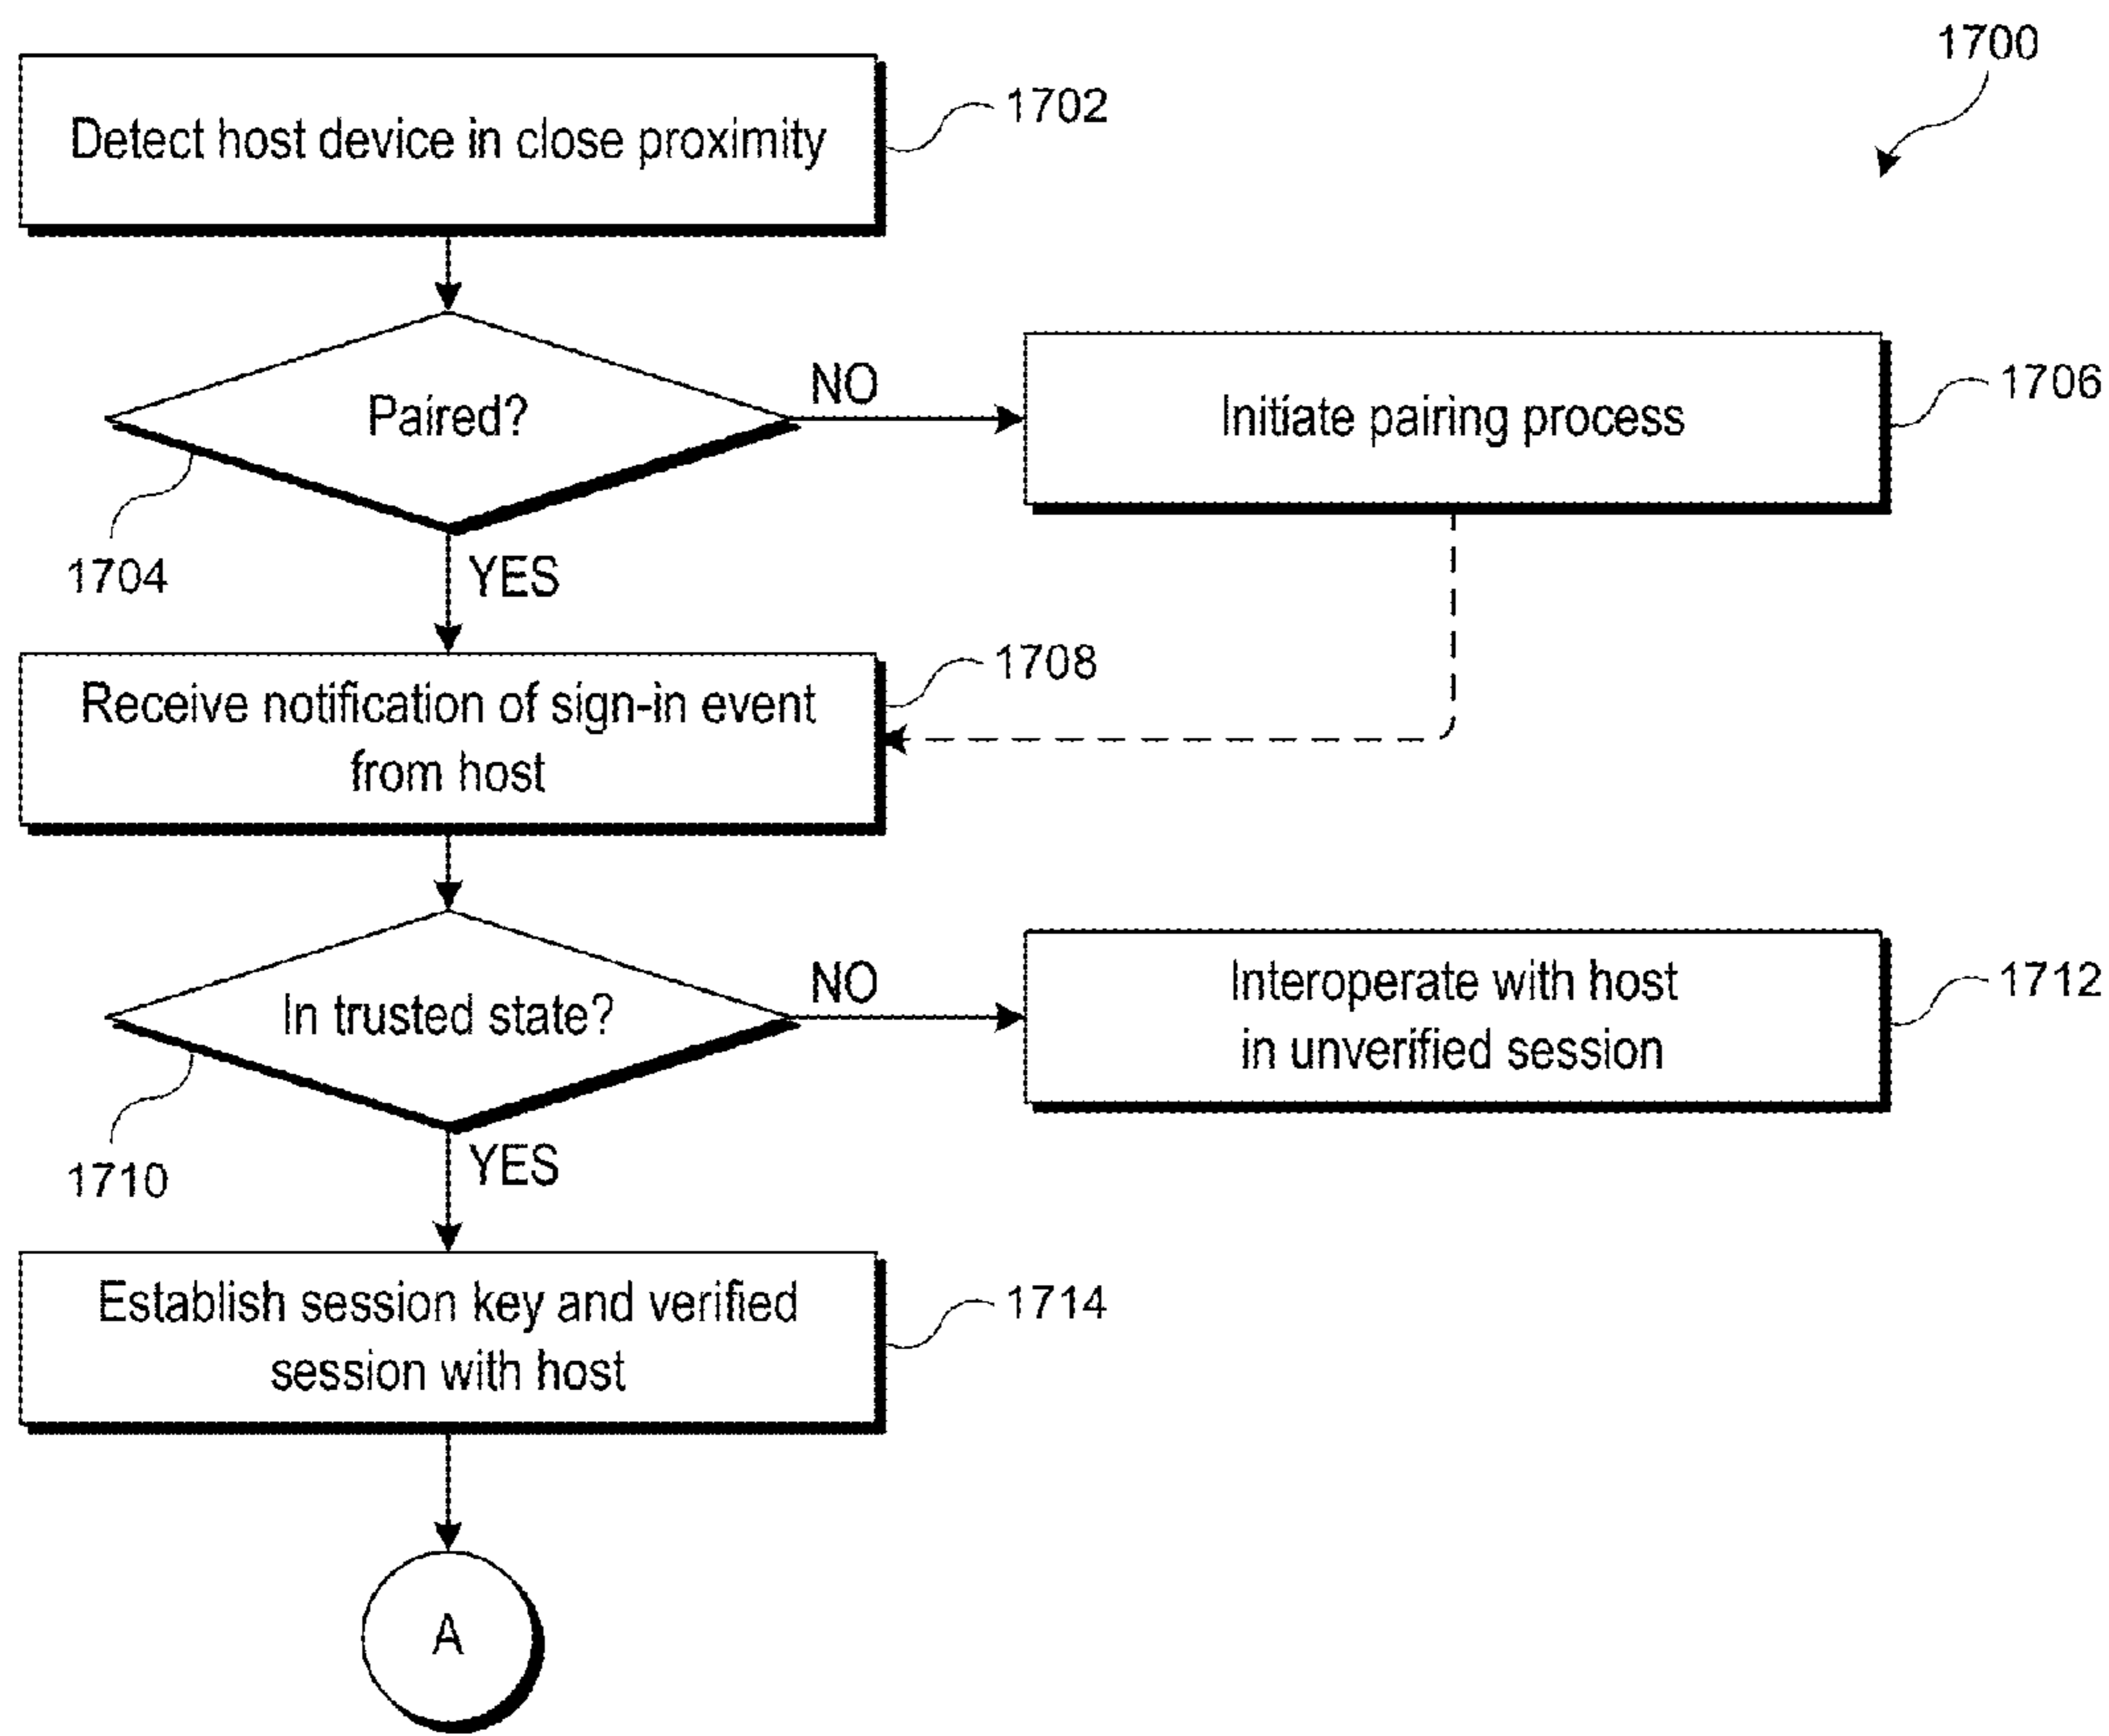 1700
Detect host device in close proximity
1702
Paired?
NO
Initiate pairing process
1706
1704
YES
Receive notification of sign-in event
from host
1708
In trusted state?
NO
Interoperate with host
in unverified session
1712
1710
YES
Establish session key and verified
session with host
1714
A